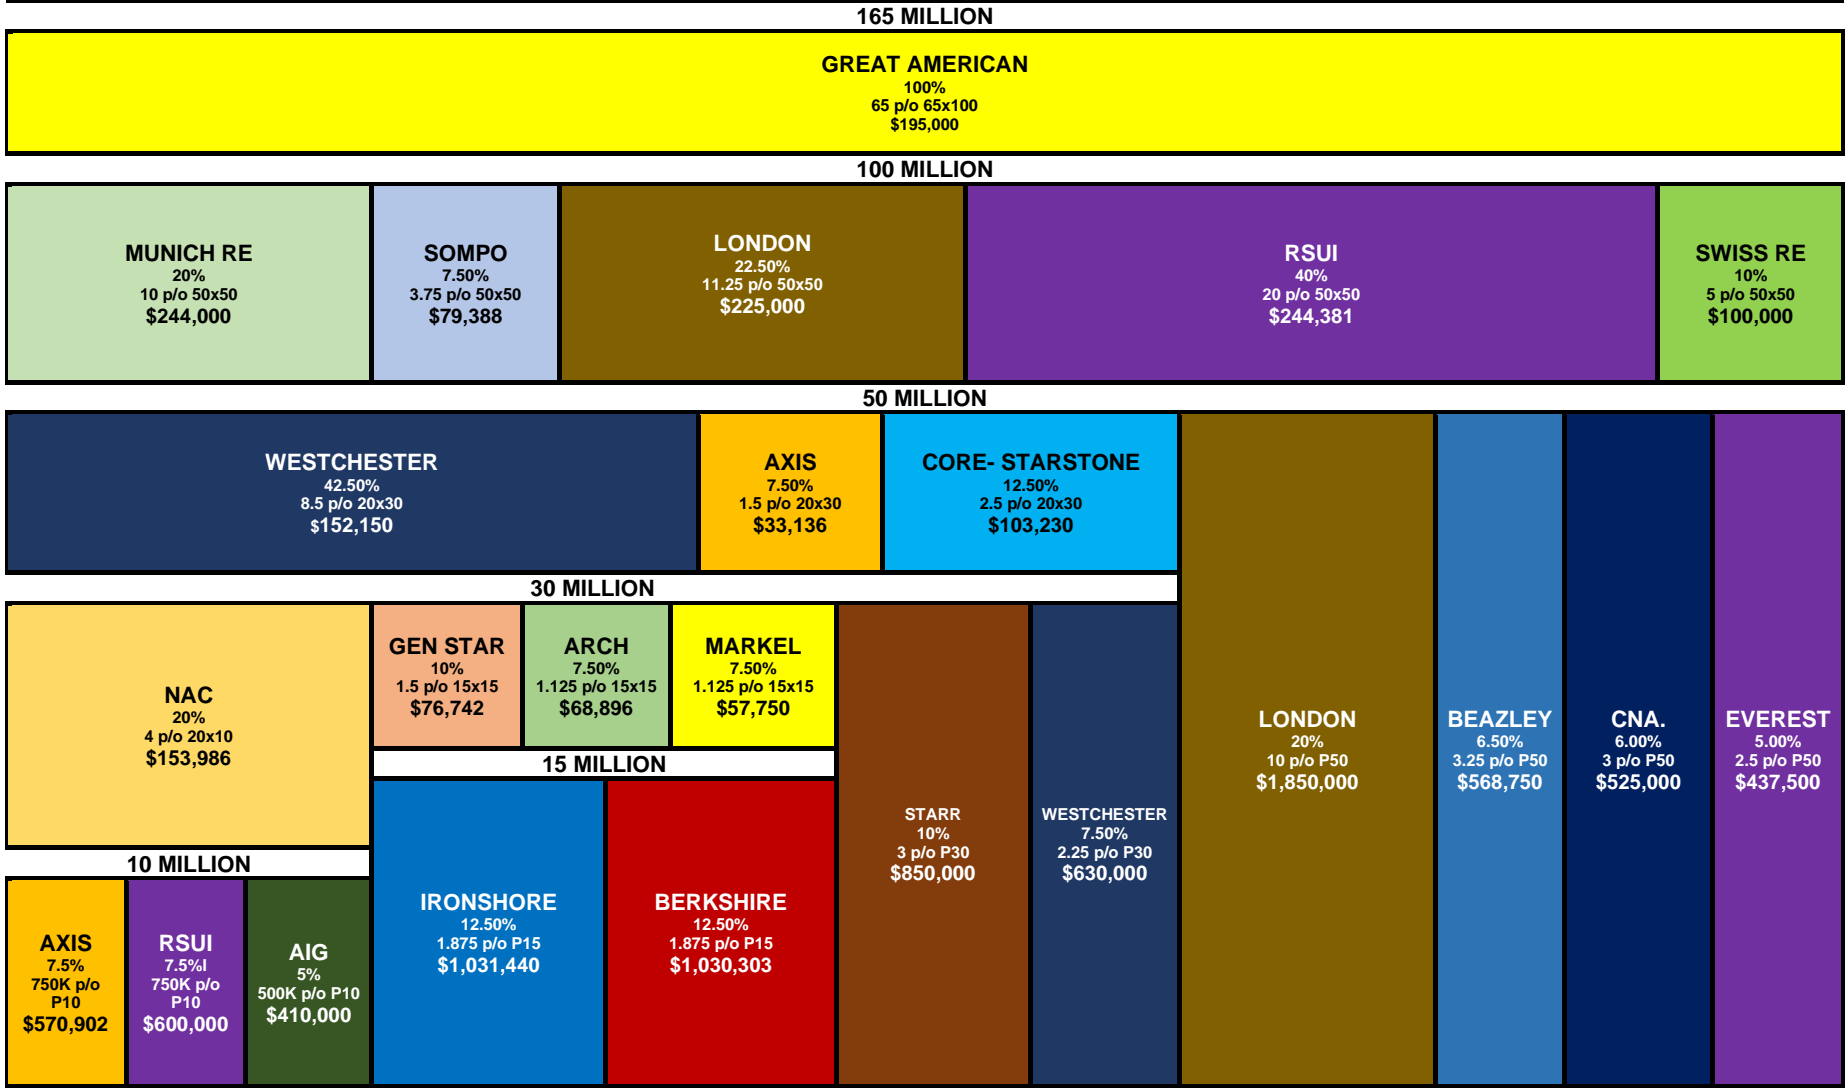 165 MILLION
GREAT AMERICAN
100%
65 p/o 65x100
$195,000
100 MILLION
MUNICH RE
20%
10 p/o 50x50
$244,000
SOMPO
7.50%
3.75 p/o 50x50
$79,388
LONDON
22.50%
11.25 p/o 50x50
$225,000
RSUI
40%
20 p/o 50x50
$244,381
SWISS RE
10%
5 p/o 50x50
$100,000
50 MILLION
WESTCHESTER
42.50%
8.5 p/o 20x30
$152,150
AXIS
7.50%
1.5 p/o 20x30
$33,136
CORE- STARSTONE
12.50%
2.5 p/o 20x30
$103,230
30 MILLION
NAC
20%
4 p/o 20x10
$153,986
GEN STAR
10%
1.5 p/o 15x15
$76,742
ARCH
7.50%
1.125 p/o 15x15
$68,896
MARKEL
7.50%
1.125 p/o 15x15
$57,750
15 MILLION
IRONSHORE
12.50%
1.875 p/o P15
$1,031,440
BERKSHIRE
12.50%
1.875 p/o P15
$1,030,303
STARR
10%
3 p/o P30
$850,000
WESTCHESTER
7.50%
2.25 p/o P30
$630,000
LONDON
20%
10 p/o P50
$1,850,000
BEAZLEY
6.50%
3.25 p/o P50
$568,750
CNA.
6.00%
3 p/o P50
$525,000
EVEREST
5.00%
2.5 p/o P50
$437,500
10 MILLION
AXIS
7.5%
750K p/o
P10
$570,902
RSUI
7.5%I
750K p/o
P10
$600,000
AIG
5%
500K p/o P10
$410,000